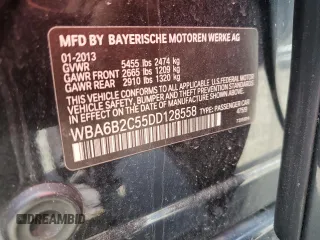 MFD BY BAYERISCHE MOTOREN WERKE AG
01-2013
GVWR 5455 lbs 2474 kg
GAWR FRONT 2665 lbs 1209 kg
GAWR REAR 2910 lbs 1320 kg
THIS VEHICLE CONFORMS TO ALL APPLICABLE U.S. FEDERAL MOTOR
VEHICLE SAFETY, BUMPER, AND THEFT PREVENTION STANDARDS
IN EFFECT ON THE DATE OF MANUFACTURE SHOWN ABOVE.
WBA6B2C55DD128558
TYPE: PASSENGER CAR
DREAMBID